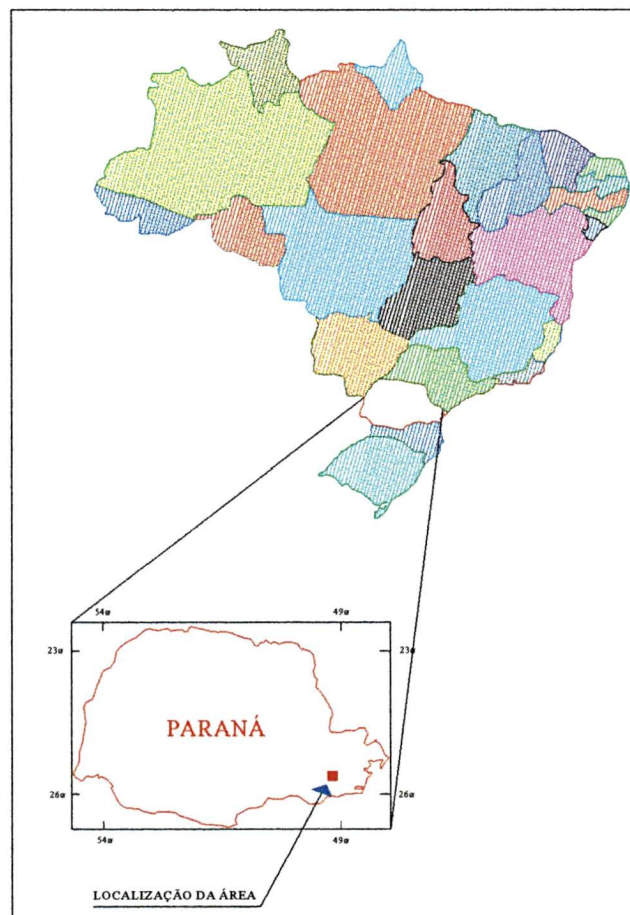 54ø 49ø
23ø 23ø
PARANÁ
26ø 26ø
54ø 49ø
LOCALIZAÇÃO DA ÁREA